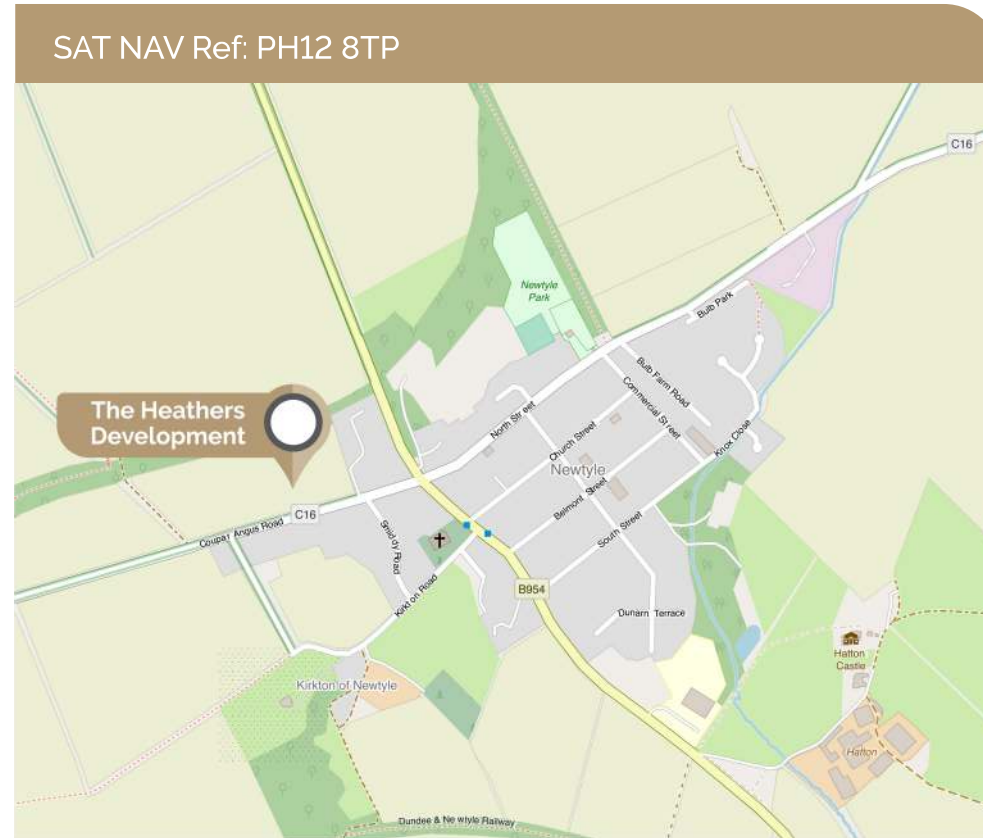 SAT NAV Ref: PH12 8TP
C16
Newtyle
Park
Bulb Park
The Heathers
Development
Bulb Farm Road
Commercial Street
North Street
Church Street
Knox Close
Newtyle
Belmont Street
C16
Coupar Angus Road
South Street
Smiddy Road
Kirkton Road
B954
Dunarn Terrace
Hatton
Castle
Kirkton of Newtyle
Hatton
Dundee & Newtyle Railway